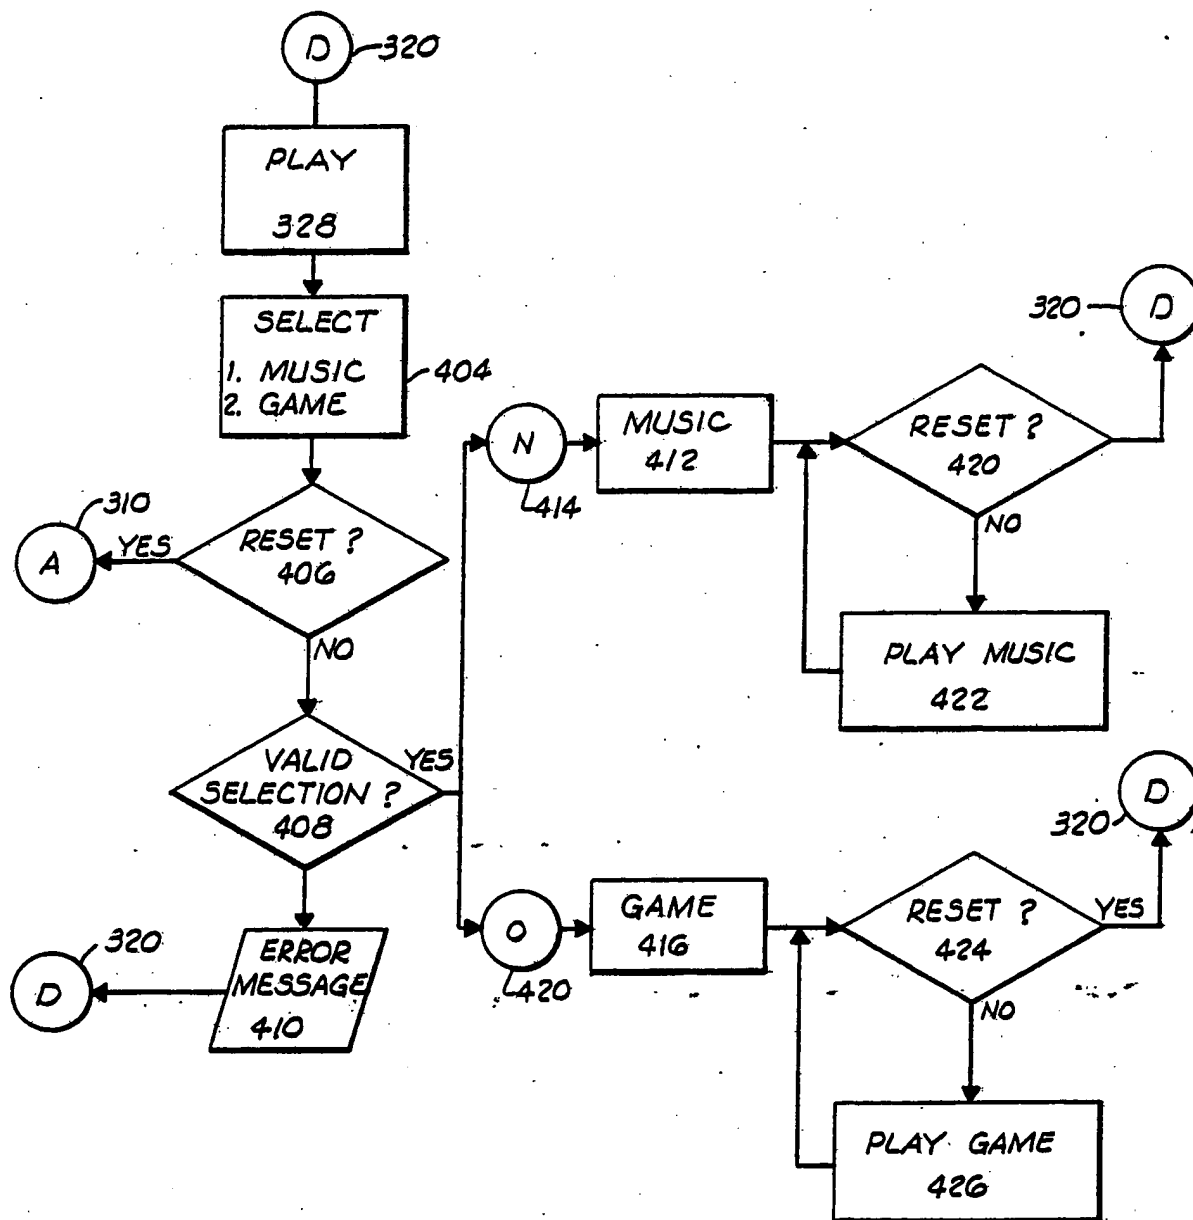 D
320
PLAY
328
SELECT
1. MUSIC
2. GAME
404
310
A
YES
RESET ?
406
NO
VALID
SELECTION ?
408
YES
ERROR
MESSAGE
410
320
D
N
414
MUSIC
412
RESET ?
420
NO
320
D
PLAY MUSIC
422
O
420
GAME
416
RESET ?
424
YES
NO
320
D
PLAY GAME
426